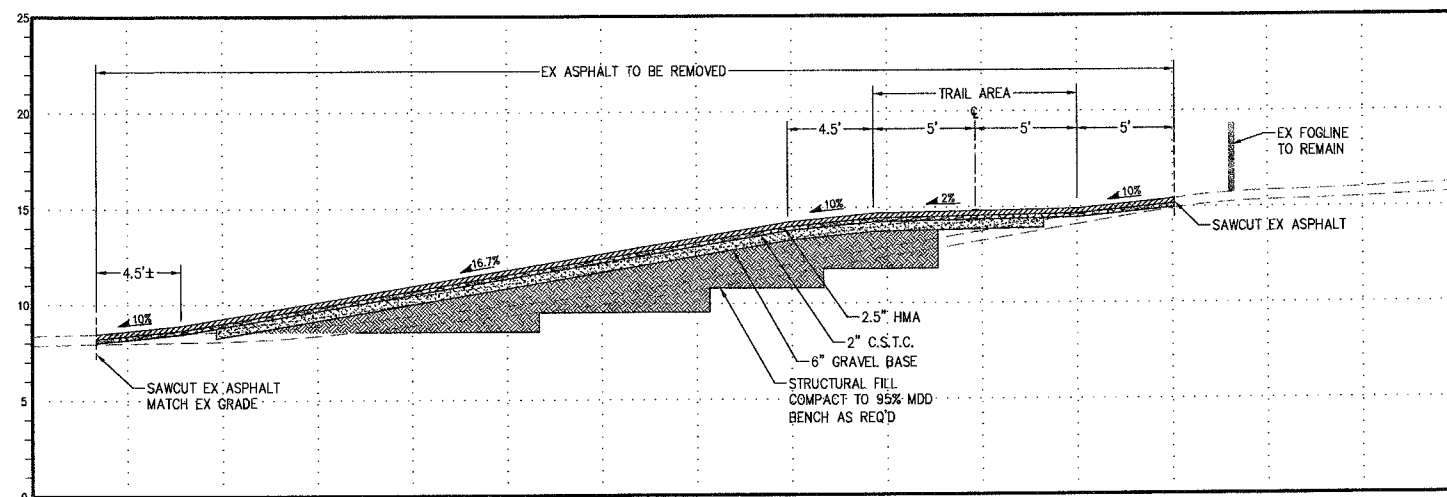 25
EX ASPHALT TO BE REMOVED
TRAIL AREA
℄
20
4.5'
5'
5'
5'
EX FOGLINE
TO REMAIN
10%
2%
10%
15
SAWCUT EX ASPHALT
16.7%
4.5'±
10
10%
2.5" HMA
2" C.S.T.C.
6" GRAVEL BASE
SAWCUT EX ASPHALT
MATCH EX GRADE
STRUCTURAL FILL
COMPACT TO 95% MDD
BENCH AS REQ'D
5
0